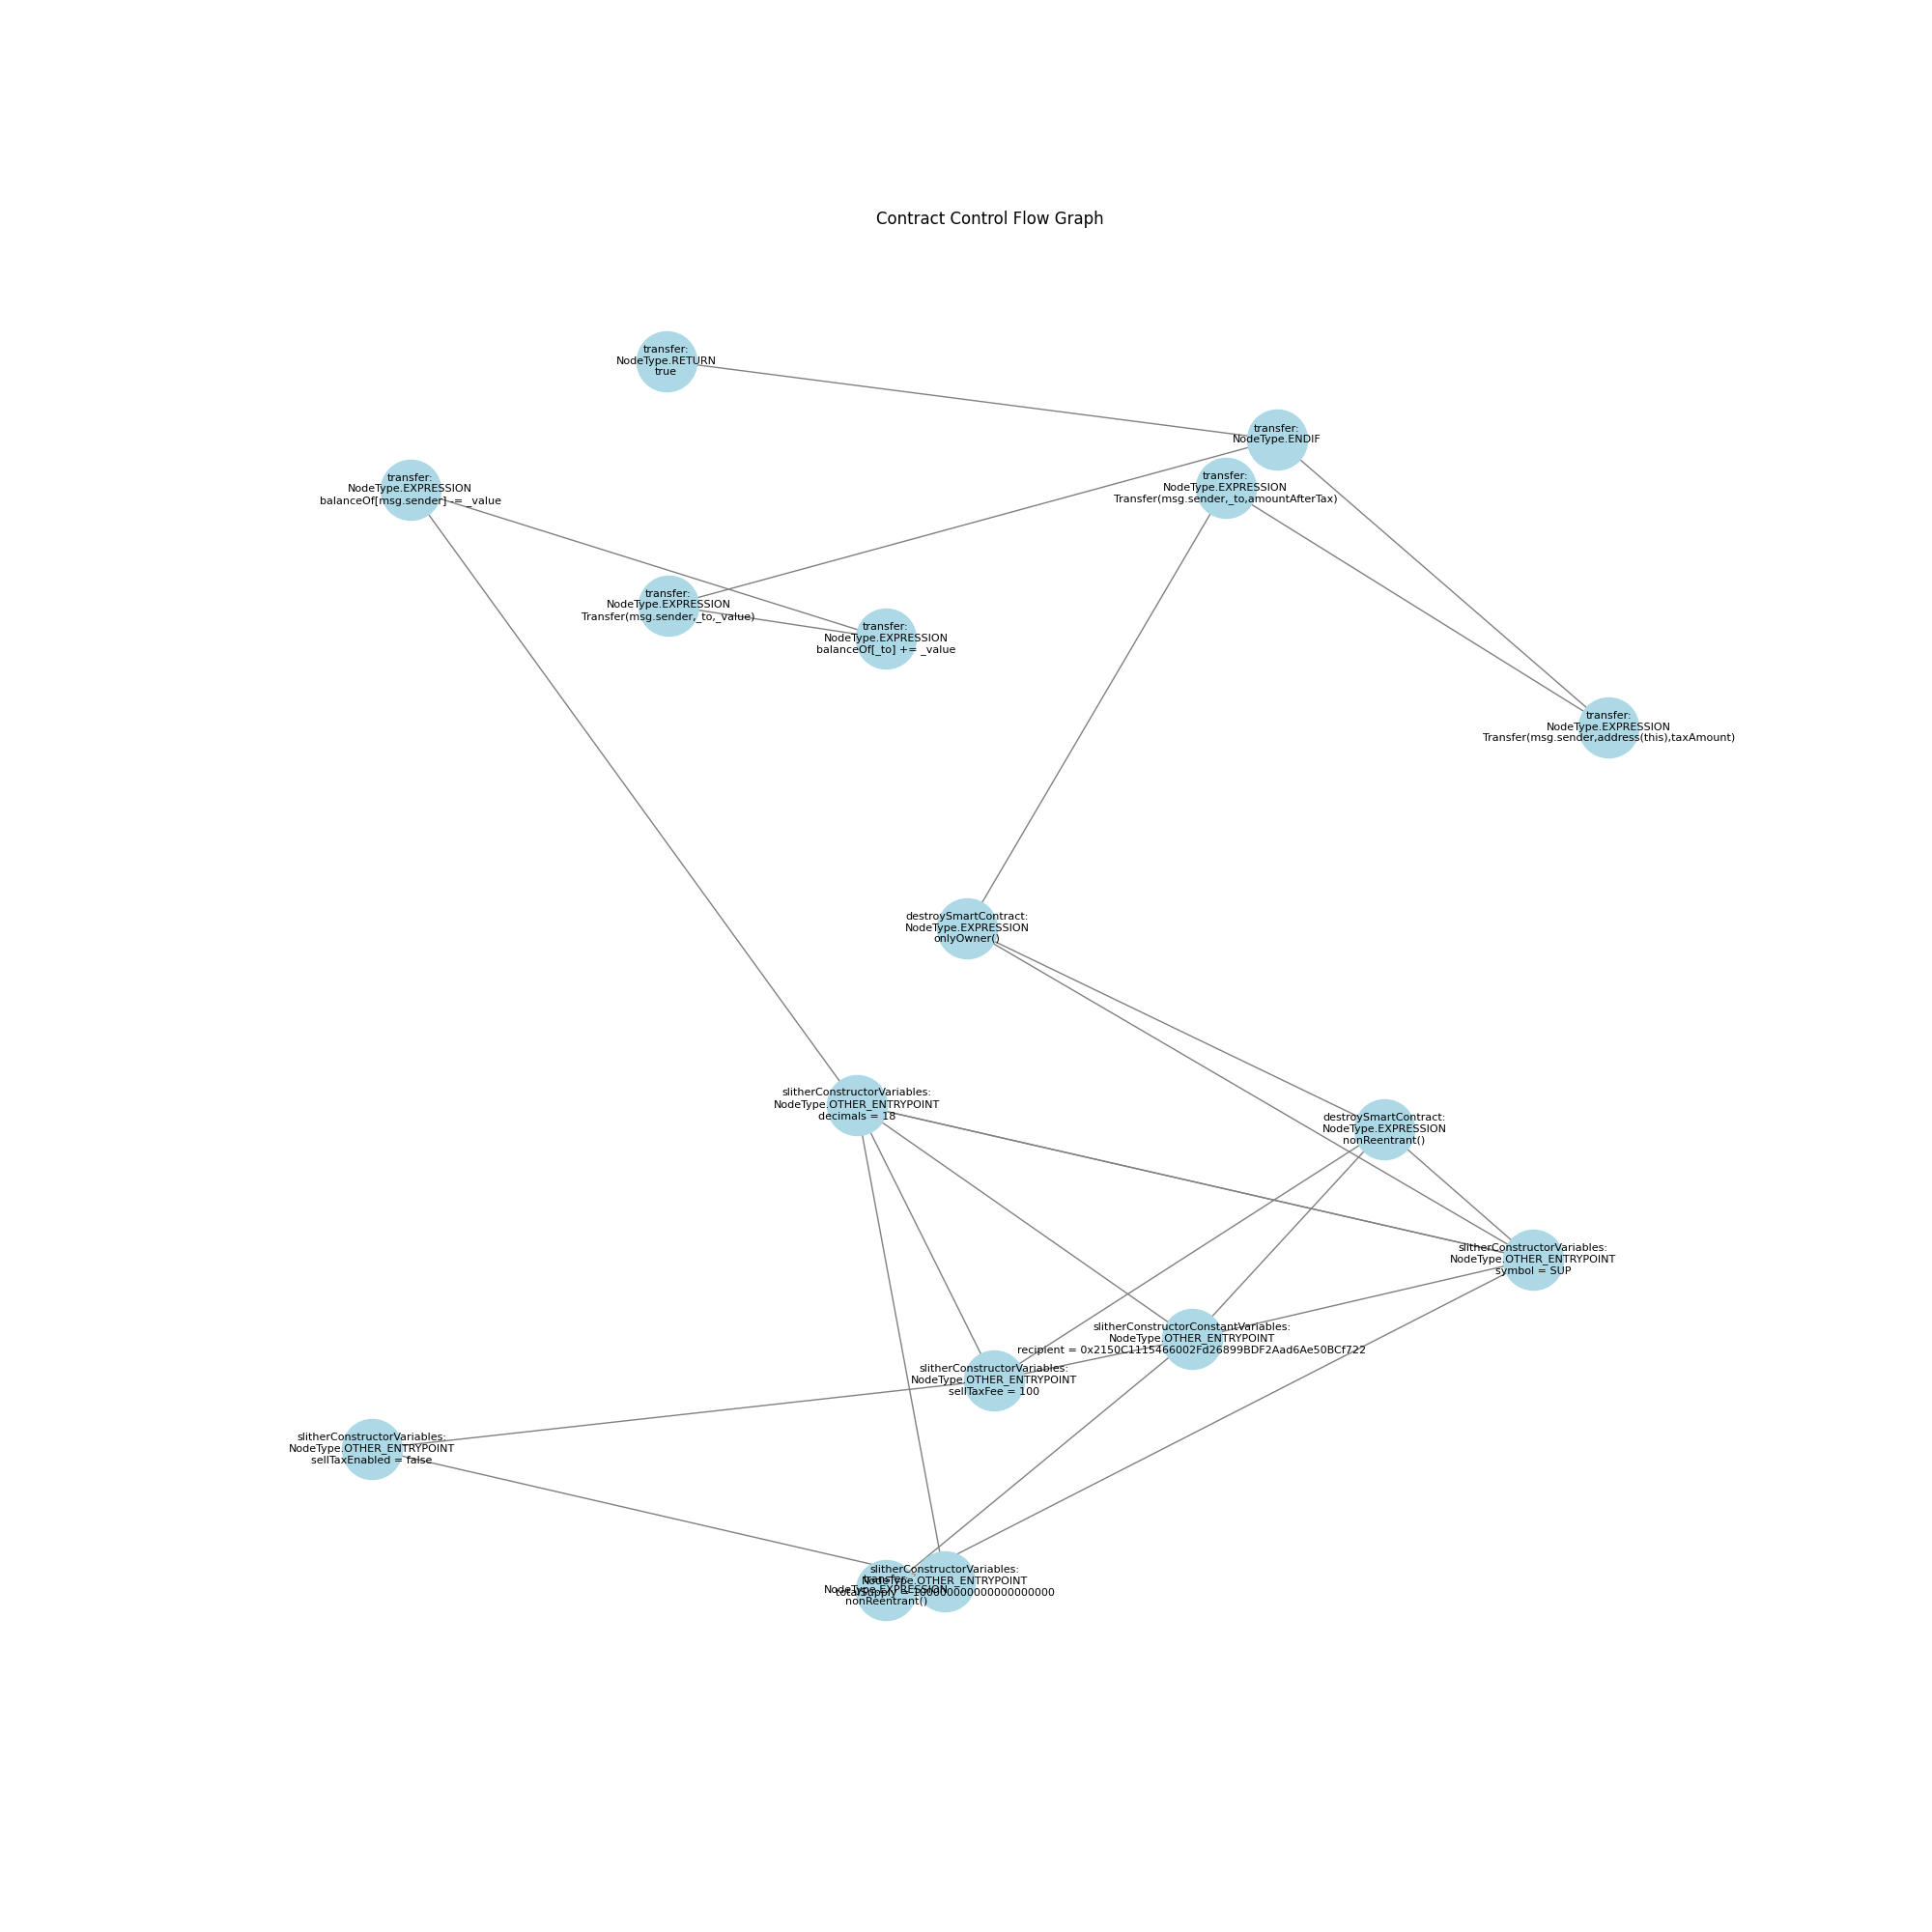 Contract Control Flow Graph
transfer:
NodeType.RETURN
true
transfer:
NodeType.ENDIF
transfer:
NodeType.EXPRESSION
balanceOf[msg.sender] -= _value
transfer:
NodeType.EXPRESSION
Transfer(msg.sender,_to,amountAfterTax)
transfer:
NodeType.EXPRESSION
Transfer(msg.sender,_to,_value)
transfer:
NodeType.EXPRESSION
balanceOf[_to] += _value
transfer:
NodeType.EXPRESSION
Transfer(msg.sender,address(this),taxAmount)
destroySmartContract:
NodeType.EXPRESSION
onlyOwner()
slitherConstructorVariables:
NodeType.OTHER_ENTRYPOINT
decimals = 18
destroySmartContract:
NodeType.EXPRESSION
nonReentrant()
slitherConstructorVariables:
NodeType.OTHER_ENTRYPOINT
symbol = SUP
slitherConstructorConstantVariables:
NodeType.OTHER_ENTRYPOINT
recipient = 0x2150C1115466002Fd26899BDF2Aad6Ae50BCf722
slitherConstructorVariables:
NodeType.OTHER_ENTRYPOINT
sellTaxFee = 100
slitherConstructorVariables:
NodeType.OTHER_ENTRYPOINT
sellTaxEnabled = false
slitherConstructorVariables:
NodeType.OTHER_ENTRYPOINT
totalSupply =
transfer:
NodeType.EXPRESSION
nonReentrant()